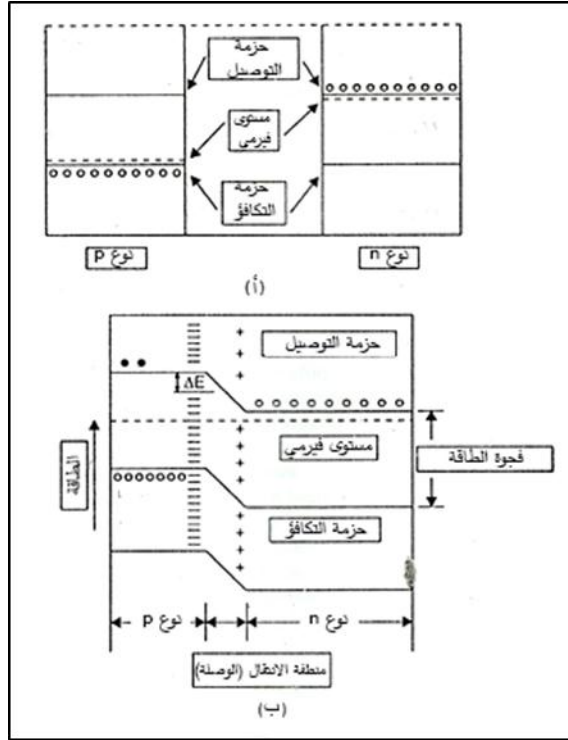 حزمة
التوصيل
مستوى
فيرمي
حزمة
التكافؤ
نوع p
نوع n
(أ)
حزمة التوصيل
ΔE
مستوى فيرمي
فجوة الطاقة
الطاقة
حزمة التكافؤ
نوع p
نوع n
منطقة الانتقال (الوصلة)
(ب)